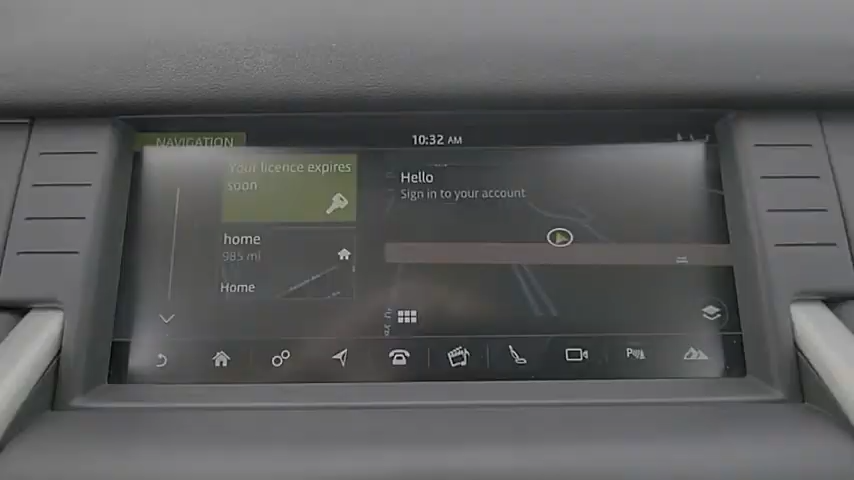 NAVIGATION
10:32 AM
Your licence expires
soon
Hello
Sign in to your account
home
985 mi
Home